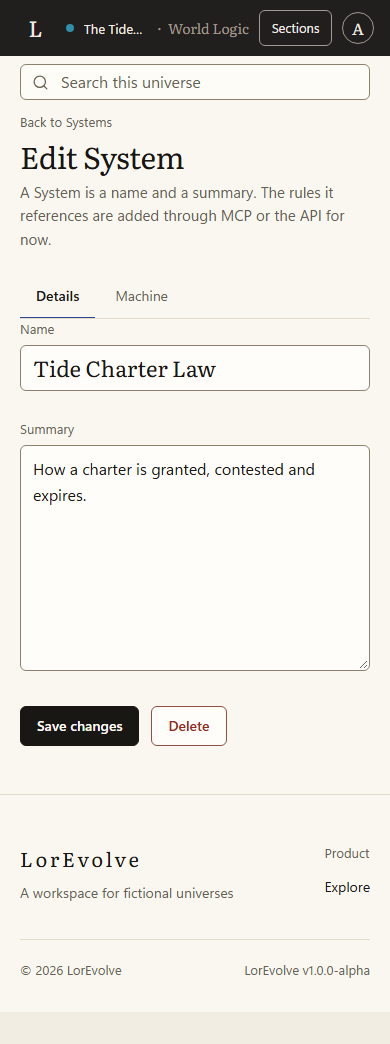 L
The Tide... · World Logic
Sections
A
Search this universe
Back to Systems
Edit System
A System is a name and a summary. The rules it
references are added through MCP or the API for
now.
Details
Machine
Name
Tide Charter Law
Summary
How a charter is granted, contested and
expires.
Save changes
Delete
LorEvolve
A workspace for fictional universes
Product
Explore
© 2026 LorEvolve
LorEvolve v1.0.0-alpha